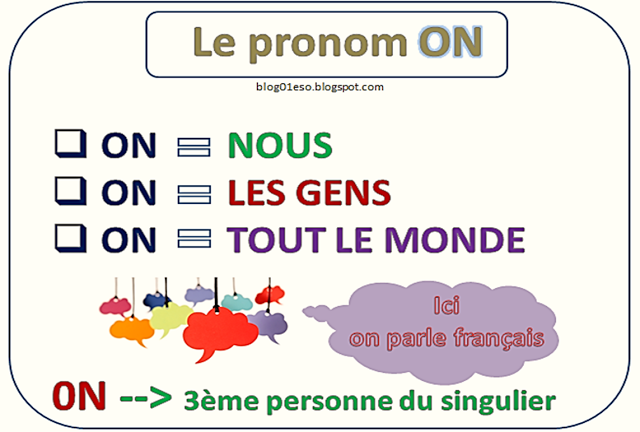 Le pronom ON
blog01eso.blogspot.com
❑ ON = NOUS
❑ ON = LES GENS
❑ ON = TOUT LE MONDE
Ici
on parle français
0N --> 3ème personne du singulier